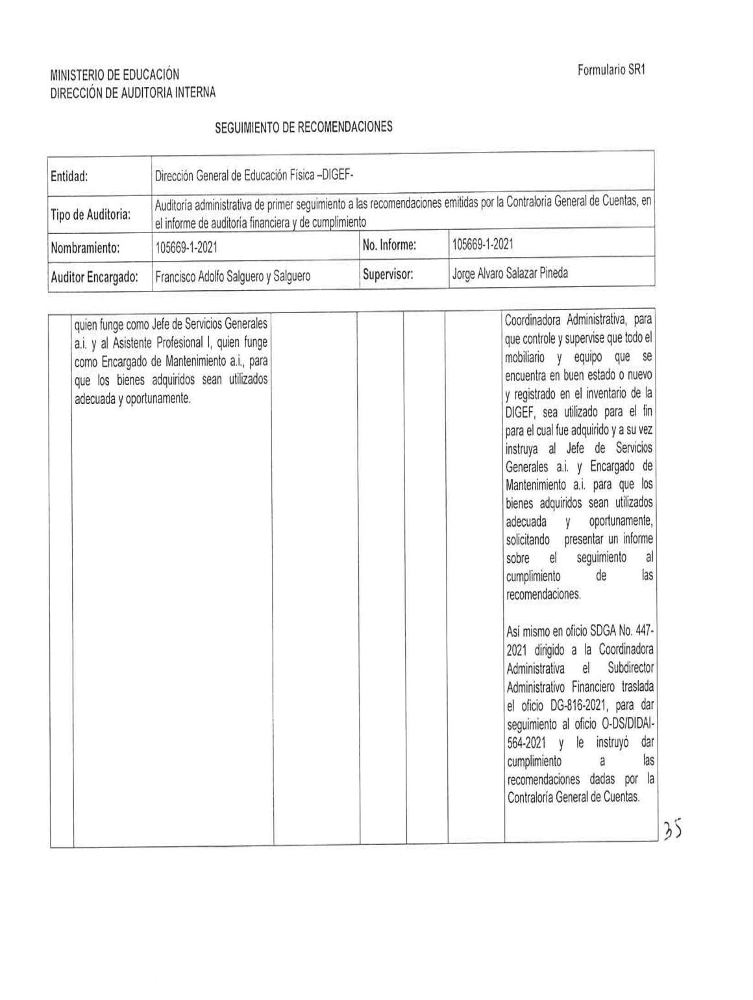 MINISTERIO DE EDUCACIÓN
DIRECCIÓN DE AUDITORIA INTERNA
Formulario SR1
SEGUIMIENTO DE RECOMENDACIONES
Entidad: Dirección General de Educación Física –DIGEF-
Tipo de Auditoria: Auditoría administrativa de primer seguimiento a las recomendaciones emitidas por la Contraloría General de Cuentas, en
el informe de auditoría financiera y de cumplimiento
Nombramiento: 105669-1-2021 No. Informe: 105669-1-2021
Auditor Encargado: Francisco Adolfo Salguero y Salguero Supervisor: Jorge Alvaro Salazar Pineda
quien funge como Jefe de Servicios Generales
a.i. y al Asistente Profesional I, quien funge
como Encargado de Mantenimiento a.i., para
que los bienes adquiridos sean utilizados
adecuada y oportunamente.
Coordinadora Administrativa, para
que controle y supervise que todo el
mobiliario y equipo que se
encuentra en buen estado o nuevo
y registrado en el inventario de la
DIGEF, sea utilizado para el fin
para el cual fue adquirido y a su vez
instruya al Jefe de Servicios
Generales a.i. y Encargado de
Mantenimiento a.i. para que los
bienes adquiridos sean utilizados
adecuada y oportunamente,
solicitando presentar un informe
sobre el seguimiento al
cumplimiento de las
recomendaciones.
Así mismo en oficio SDGA No. 447-
2021 dirigido a la Coordinadora
Administrativa el Subdirector
Administrativo Financiero traslada
el oficio DG-816-2021, para dar
seguimiento al oficio O-DS/DIDAI-
564-2021 y le instruyó dar
cumplimiento a las
recomendaciones dadas por la
Contraloría General de Cuentas.
35